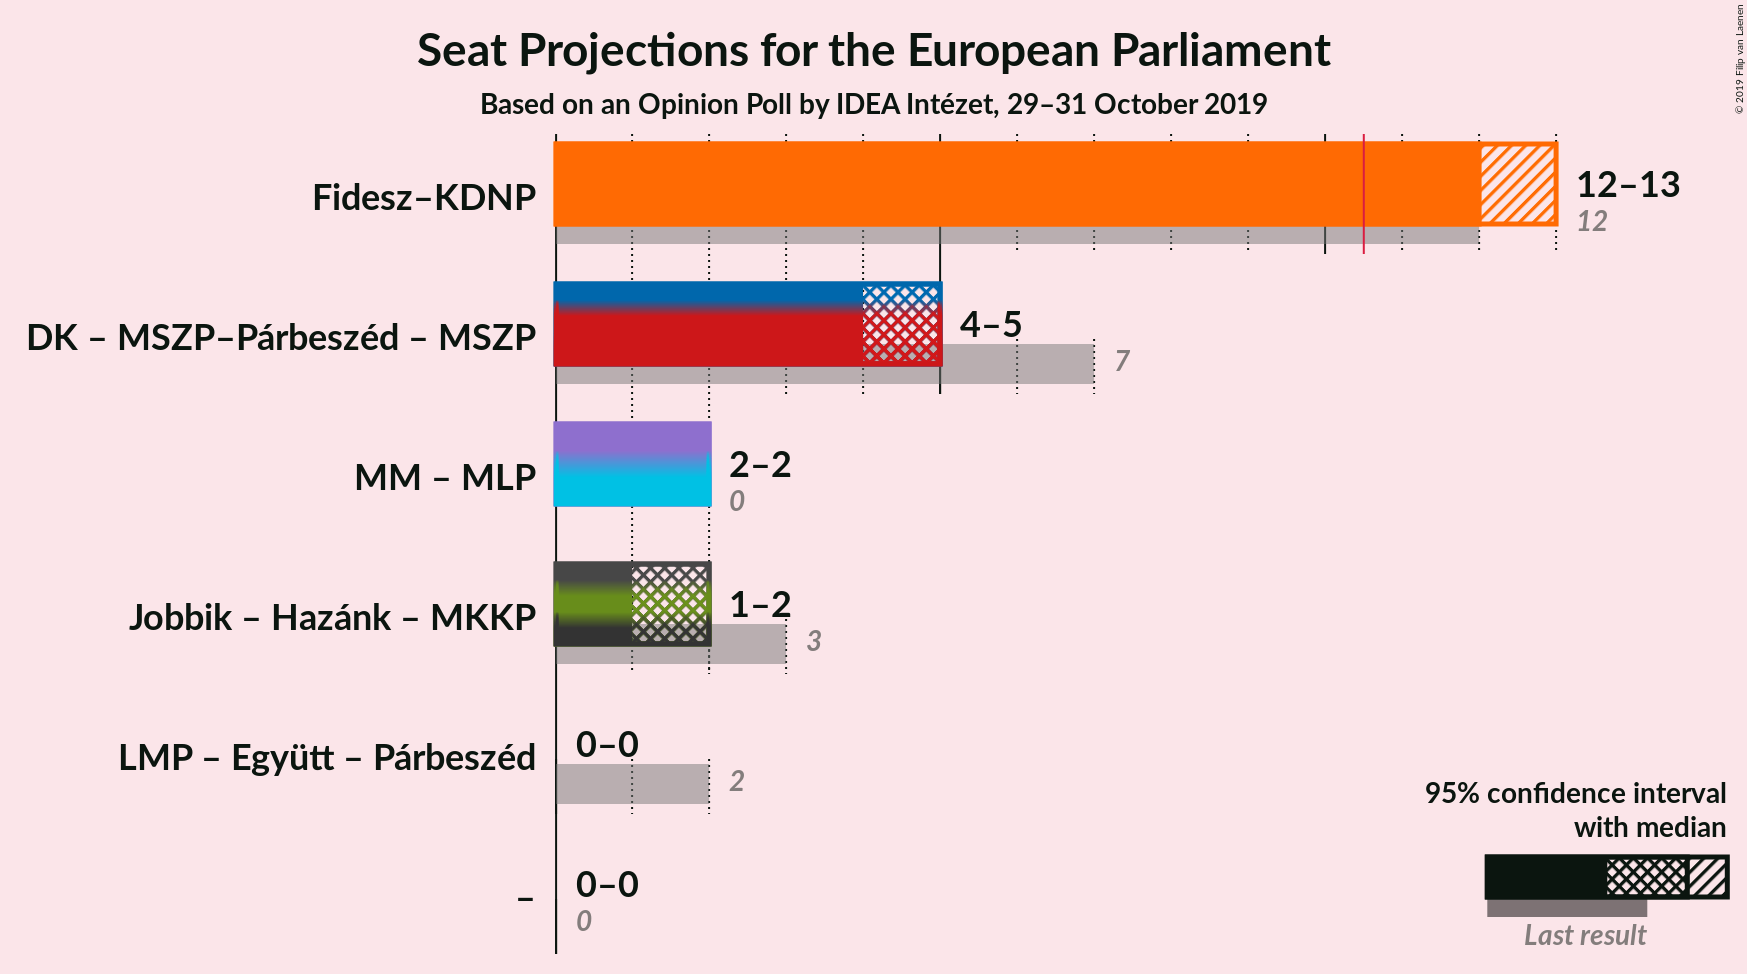 Seat Projections for the European Parliament
Based on an Opinion Poll by IDEA Intézet, 29–31 October 2019
© 2019 Filip van Laenen
Fidesz–KDNP
12–13
12
DK – MSZP–Párbeszéd – MSZP
4–5
7
MM – MLP
2–2
0
Jobbik – Hazánk – MKKP
1–2
3
LMP – Együtt – Párbeszéd
0–0
2
–
0–0
0
95% confidence interval
with median
Last result